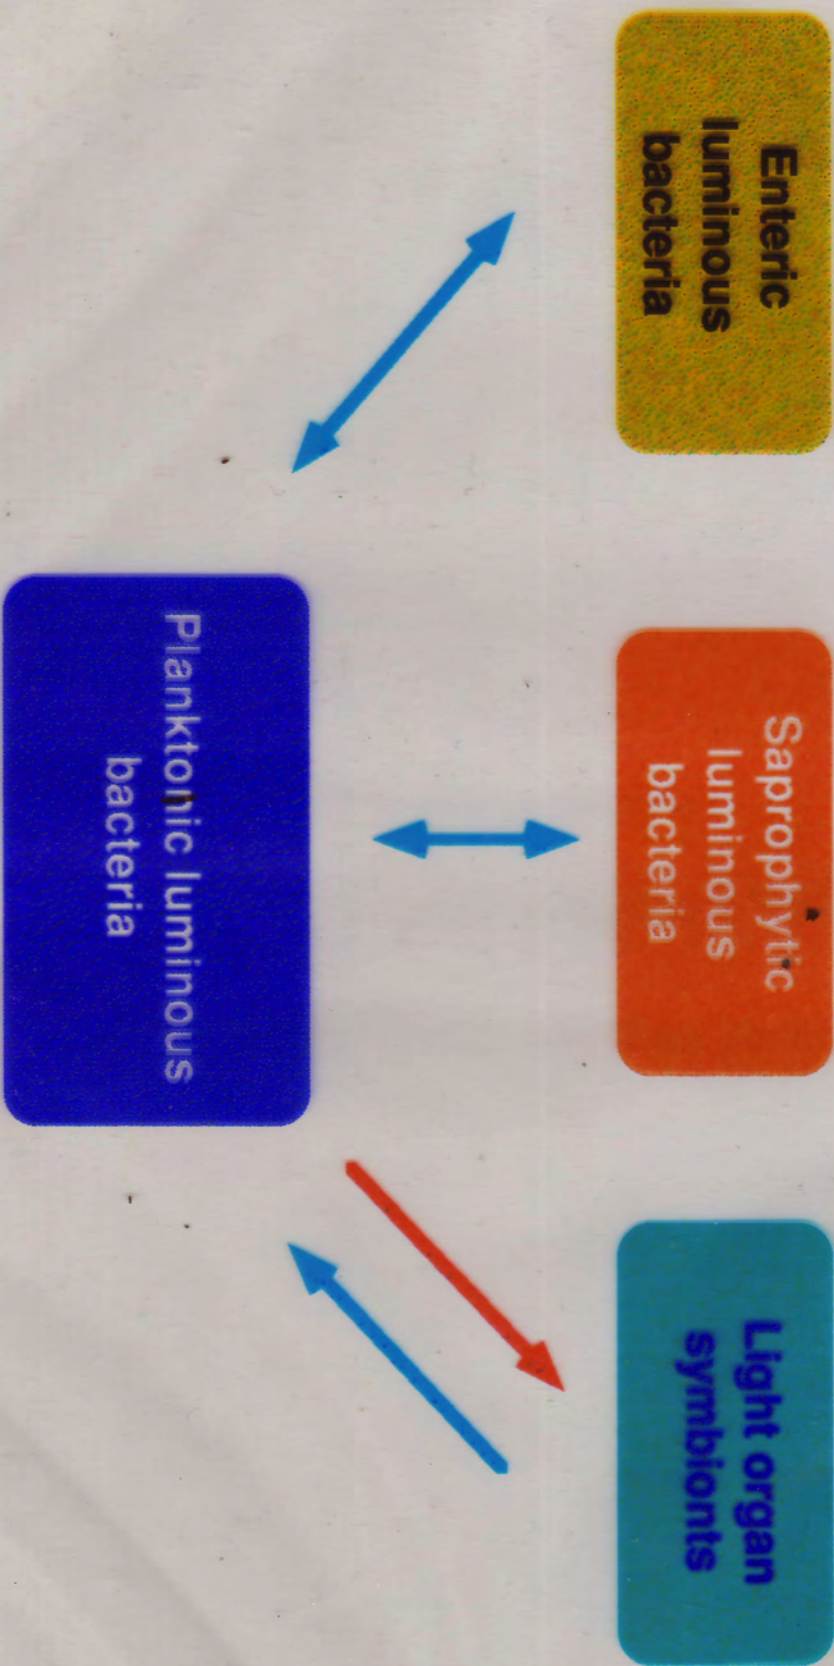 Enteric
luminous
bacteria
Saprophytic
luminous
bacteria
Light organ
symbionts
Planktonic luminous
bacteria